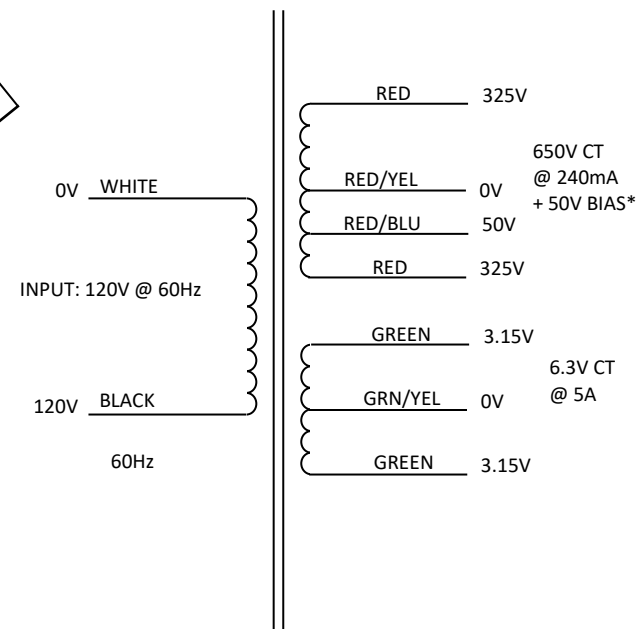 RED 325V
650V CT
@ 240mA
+ 50V BIAS*
0V WHITE
RED/YEL 0V
RED/BLU 50V
RED 325V
INPUT: 120V @ 60Hz
GREEN 3.15V
6.3V CT
@ 5A
120V BLACK
GRN/YEL 0V
60Hz
GREEN 3.15V